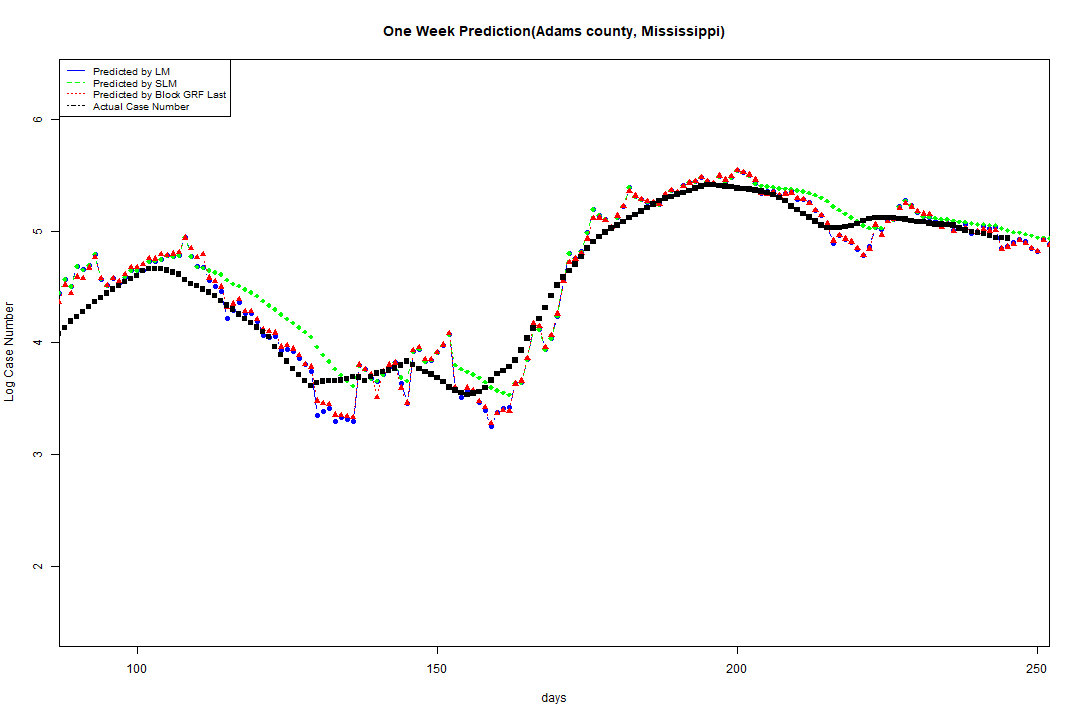 One Week Prediction(Adams county, Mississippi)
Predicted by LM
Predicted by SLM
Predicted by Block GRF Last
Actual Case Number
6
5
4
3
2
Log Case Number
100
150
200
250
days